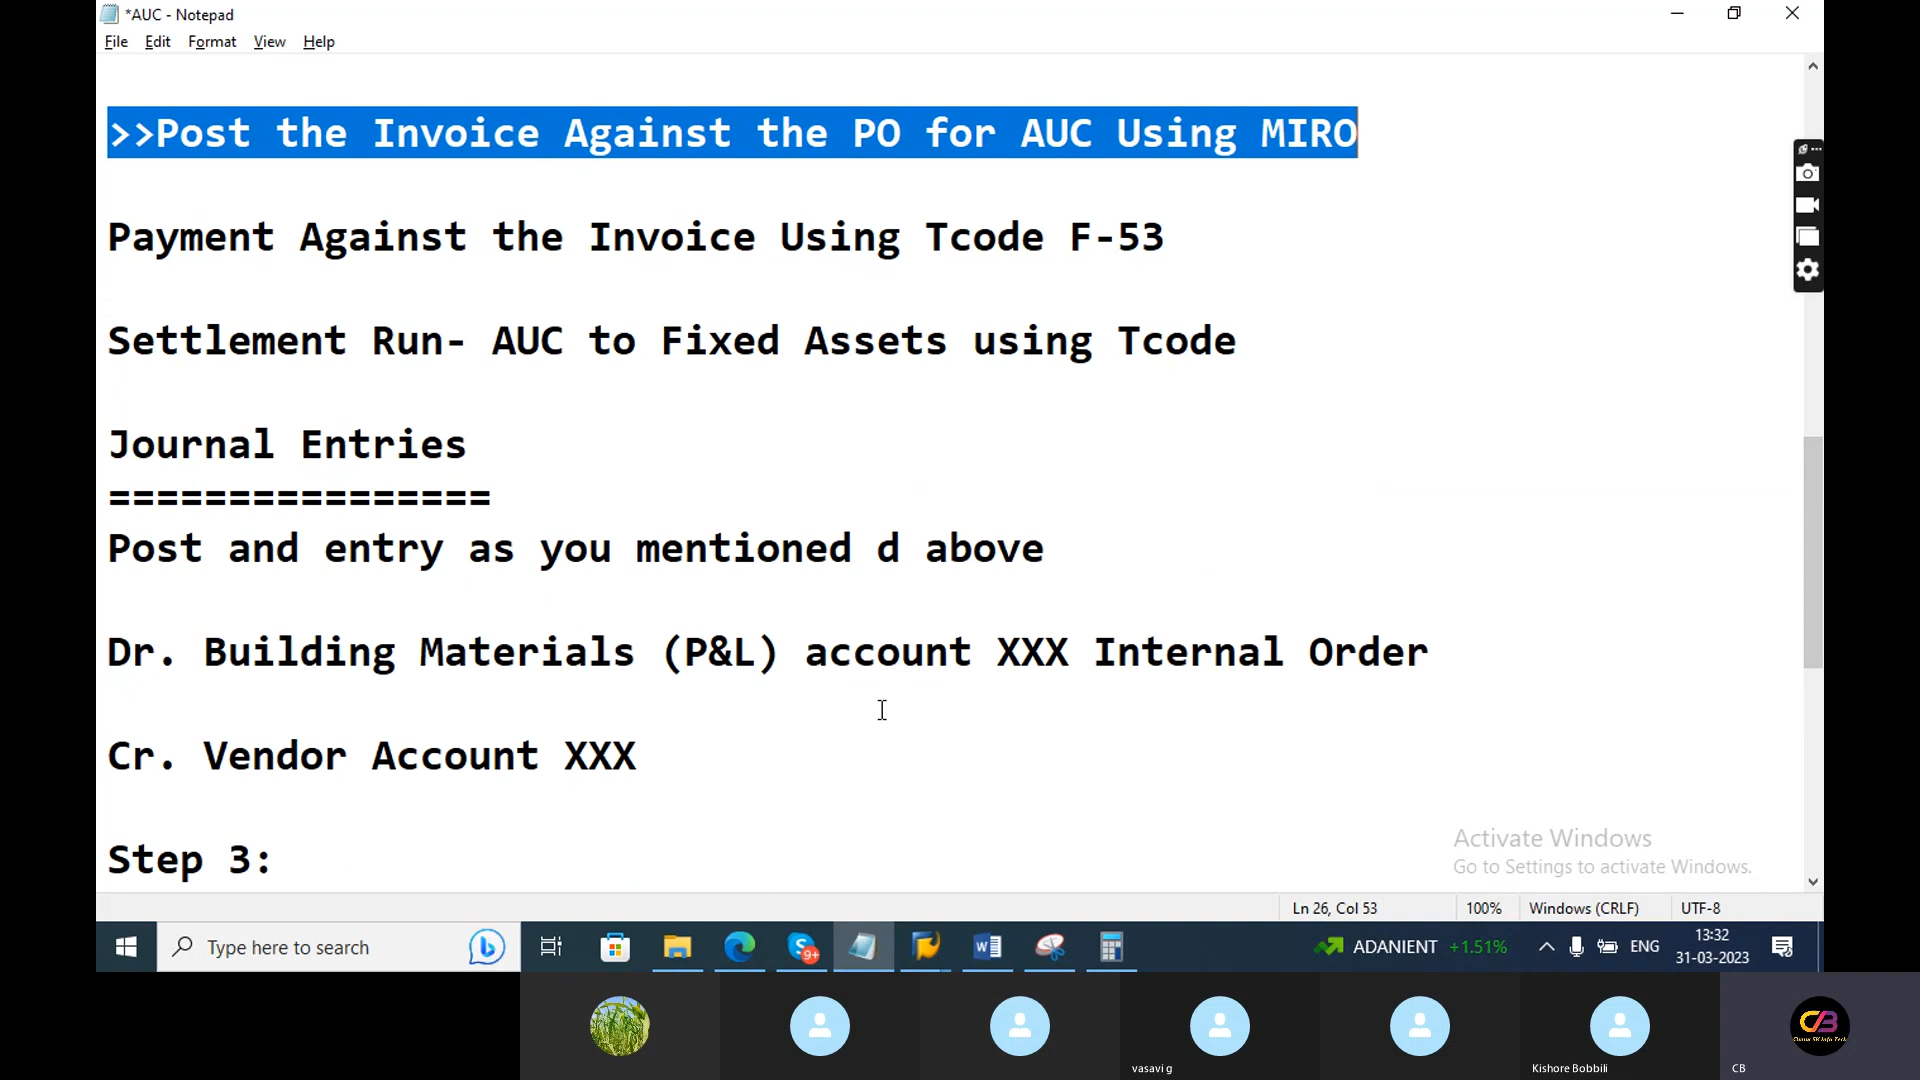 *AUC - Notepad
File Edit Format View Help
>>Post the Invoice Against the PO for AUC Using MIRO
Payment Against the Invoice Using Tcode F-53
Settlement Run- AUC to Fixed Assets using Tcode
Journal Entries
================
Post and entry as you mentioned d above
Dr. Building Materials (P&L) account XXX Internal Order
Cr. Vendor Account XXX
Step 3:
Activate Windows
Go to Settings to activate Windows.
Ln 26, Col 53 100% Windows (CRLF) UTF-8
Type here to search 9+ ADANIENT +1.51% ENG 13:32
31-03-2023
vasavi g Kishore Bobbili CB